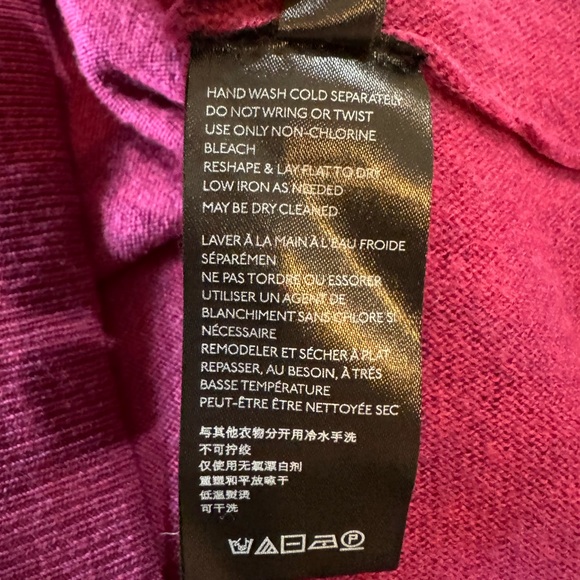 HAND WASH COLD SEPARATELY
DO NOT WRING OR TWIST
USE ONLY NON-CHLORINE
BLEACH
RESHAPE & LAY FLAT TO DRY
LOW IRON AS NEEDED
MAY BE DRY CLEANED
LAVER À LA MAIN À L'EAU FROIDE
SÉPARÉMEN
NE PAS TORDRE OU ESSORER
UTILISER UN AGENT DE
BLANCHIMENT SANS CHLORE SI
NÉCESSAIRE
REMODELER ET SÉCHER À PLAT
REPASSER, AU BESOIN, À TRÈS
BASSE TEMPÉRATURE
PEUT-ÊTRE ÊTRE NETTOYÉE SEC
与其他衣物分开用冷水手洗
不可拧绞
仅使用无氯漂白剂
重塑和平放晾干
低温熨烫
可干洗
P